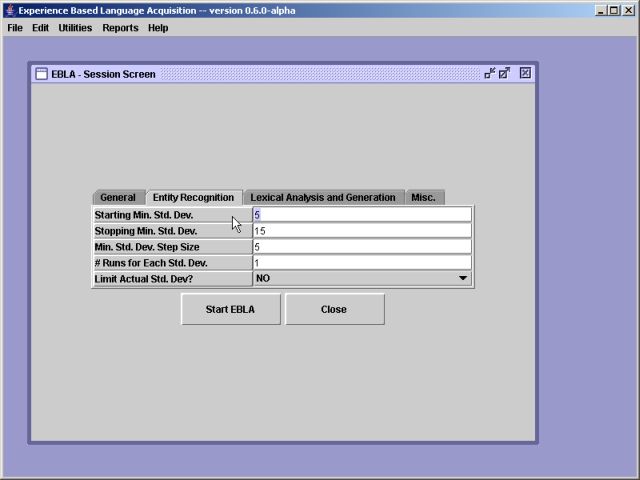 Experience Based Language Acquisition -- version 0.6.0-alpha
File Edit Utilities Reports Help
EBLA - Session Screen
General Entity Recognition Lexical Analysis and Generation Misc.
Starting Min. Std. Dev. 5
Stopping Min. Std. Dev. 15
Min. Std. Dev. Step Size 5
# Runs for Each Std. Dev. 1
Limit Actual Std. Dev? NO
Start EBLA Close